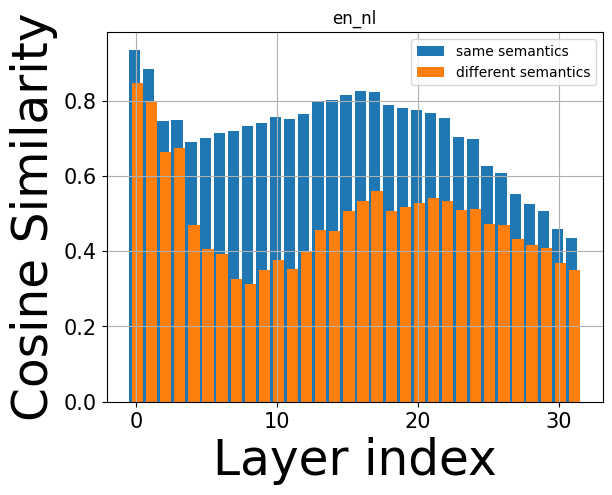 en_nl
same semantics
different semantics
Cosine Similarity
0.8
0.6
0.4
0.2
0.0
0
10
20
30
Layer index